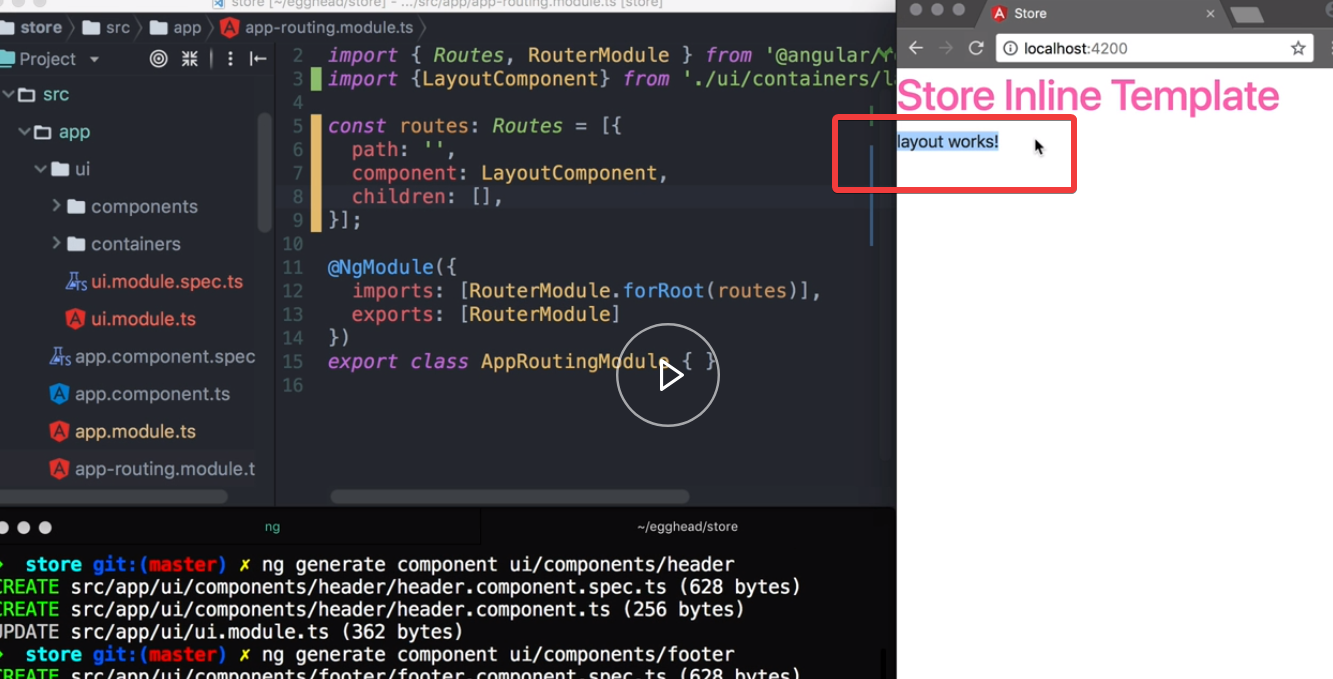 store [~/egghead/store] - .../src/app/app-routing.module.ts [store]
store src app app-routing.module.ts
Project
src
app
ui
components
containers
ui.module.spec.ts
ui.module.ts
app.component.spec
app.component.ts
app.module.ts
app-routing.module.t
2 import { Routes, RouterModule } from '@angular/
3 import {LayoutComponent} from './ui/containers/
4
5 const routes: Routes = [{
6 path: '',
7 component: LayoutComponent,
8 children: [],
9 }];
10
11 @NgModule({
12 imports: [RouterModule.forRoot(routes)],
13 exports: [RouterModule]
14 })
15 export class AppRoutingModule { }
16
ng ~/egghead/store
store git:(master) ✗ ng generate component ui/components/header
CREATE src/app/ui/components/header/header.component.spec.ts (628 bytes)
CREATE src/app/ui/components/header/header.component.ts (256 bytes)
UPDATE src/app/ui/ui.module.ts (362 bytes)
store git:(master) ✗ ng generate component ui/components/footer
CREATE src/app/ui/components/footer/footer.component.spec.ts (628 bytes)
Store
localhost:4200
Store Inline Template
layout works!